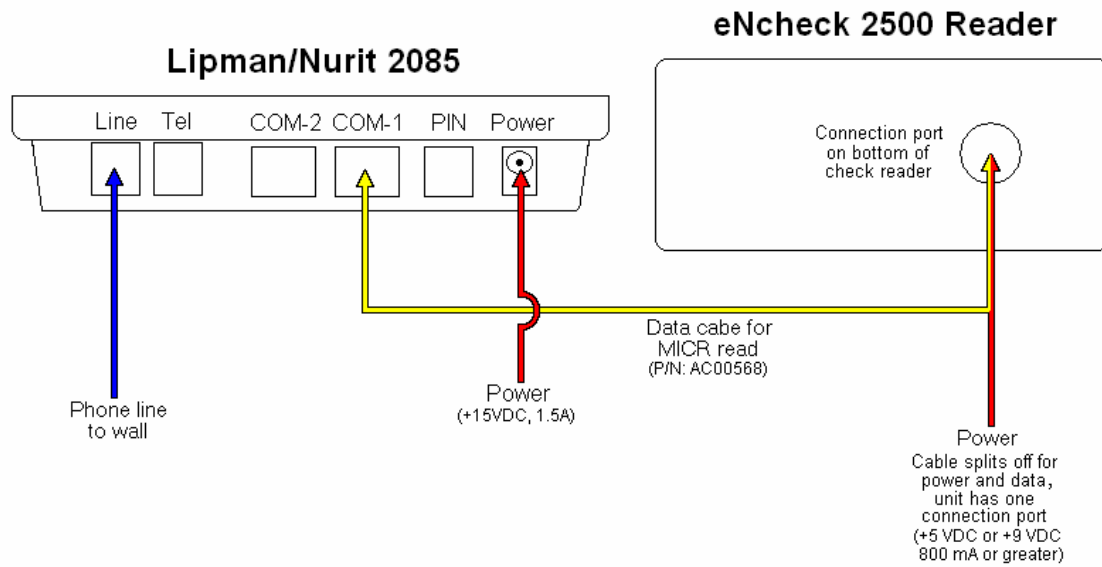 eNcheck 2500 Reader
Lipman/Nurit 2085
Line Tel COM-2 COM-1 PIN Power
Connection port
on bottom of
check reader
Data cabe for
MICR read
(P/N: AC00568)
Phone line
to wall
Power
(+15VDC, 1.5A)
Power
Cable splits off for
power and data,
unit has one
connection port
(+5 VDC or +9 VDC
800 mA or greater)